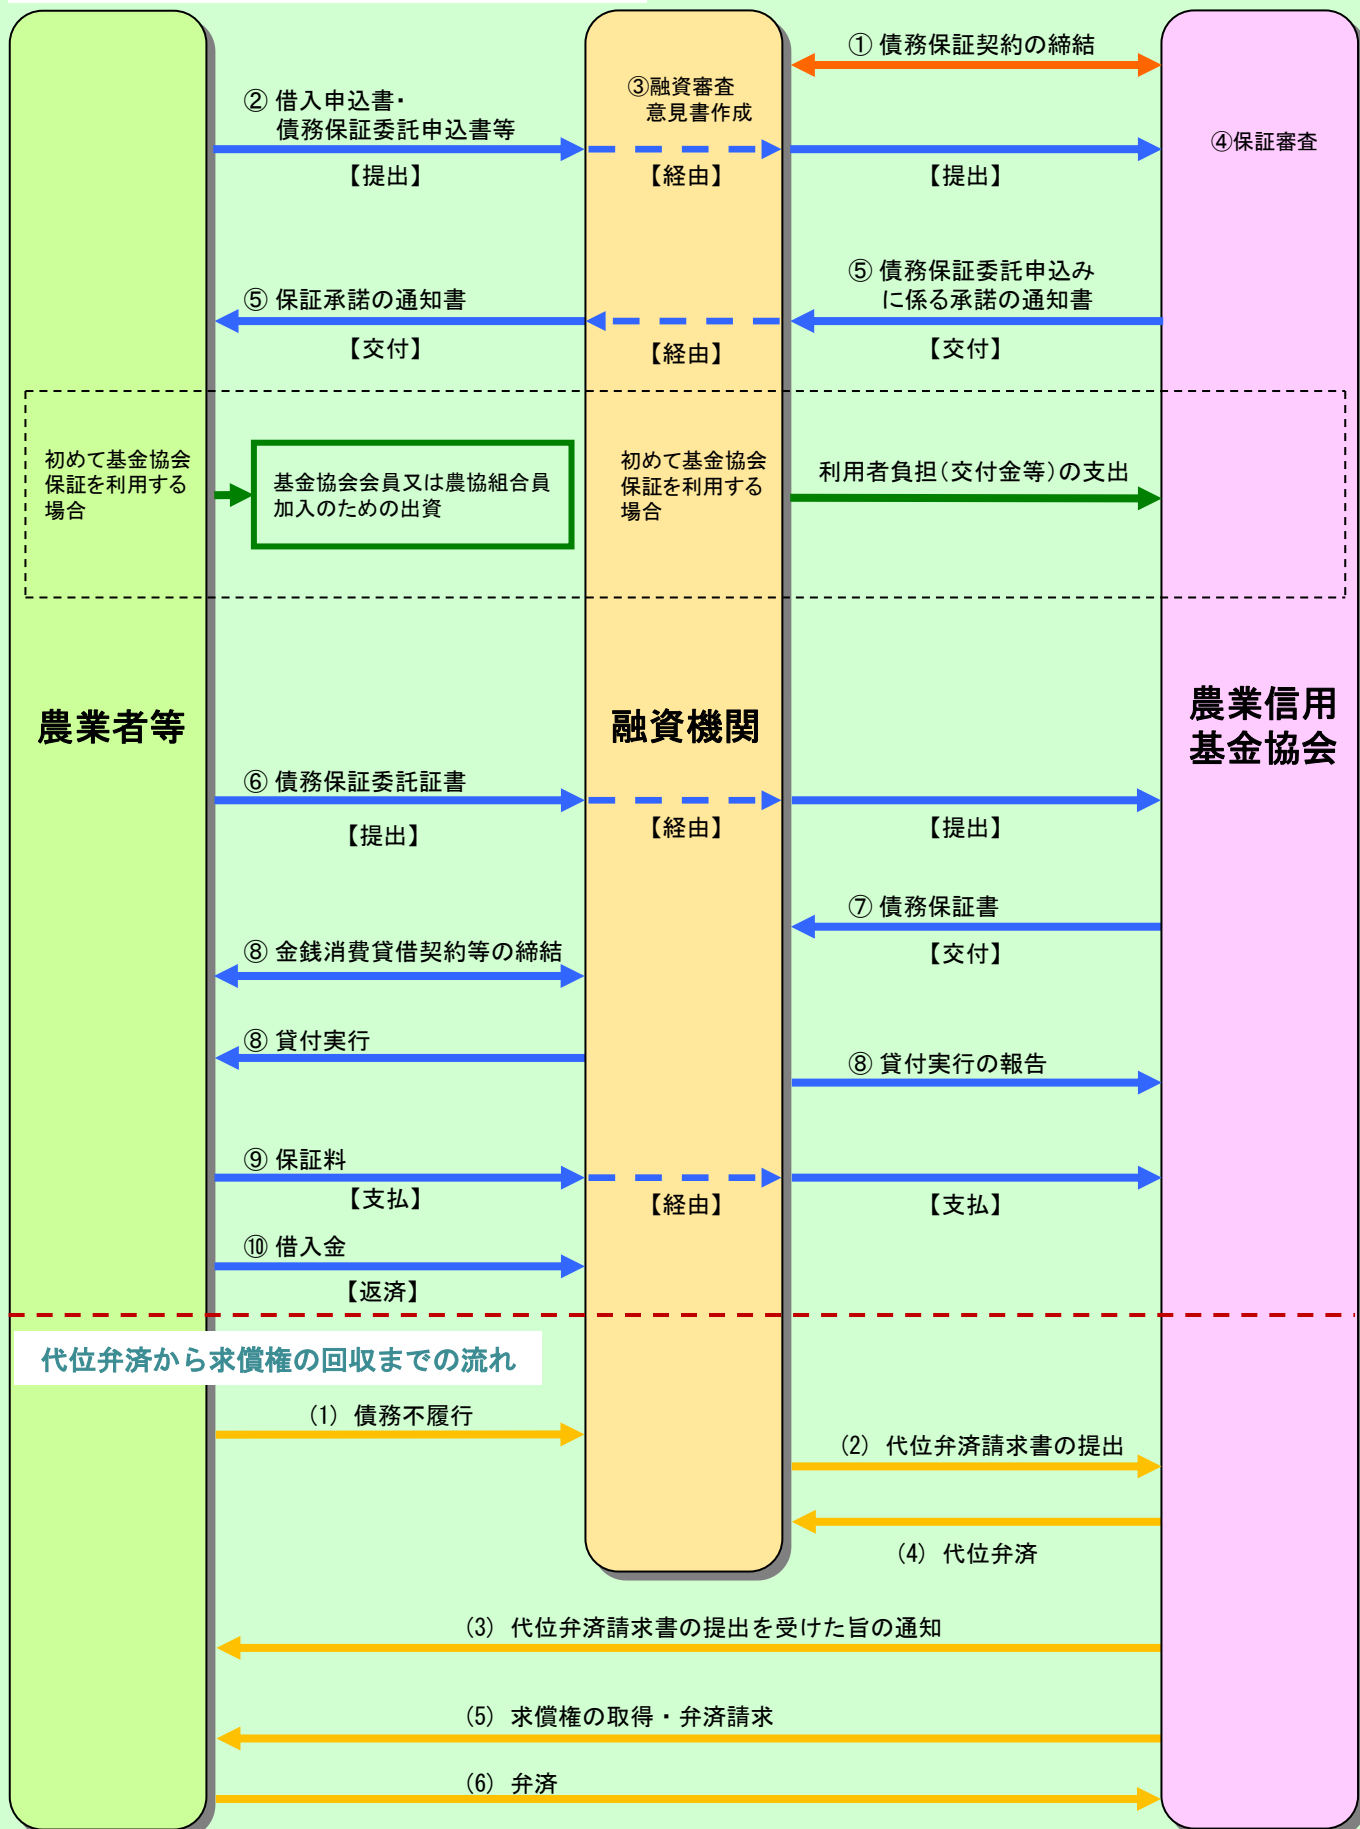 ① 債務保証契約の締結
② 借入申込書・
債務保証委託申込書等
【提出】
③融資審査
意見書作成
【経由】
【提出】
④保証審査
⑤ 保証承諾の通知書
【交付】
【経由】
⑤ 債務保証委託申込み
に係る承諾の通知書
【交付】
初めて基金協会
保証を利用する
場合
基金協会会員又は農協組合員
加入のための出資
初めて基金協会
保証を利用する
場合
利用者負担(交付金等)の支出
農業者等
融資機関
農業信用
基金協会
⑥ 債務保証委託証書
【提出】
【経由】
【提出】
⑦ 債務保証書
【交付】
⑧ 金銭消費貸借契約等の締結
⑧ 貸付実行
⑧ 貸付実行の報告
⑨ 保証料
【支払】
【経由】
【支払】
⑩ 借入金
【返済】
代位弁済から求償権の回収までの流れ
(1) 債務不履行
(2) 代位弁済請求書の提出
(4) 代位弁済
(3) 代位弁済請求書の提出を受けた旨の通知
(5) 求償権の取得・弁済請求
(6) 弁済